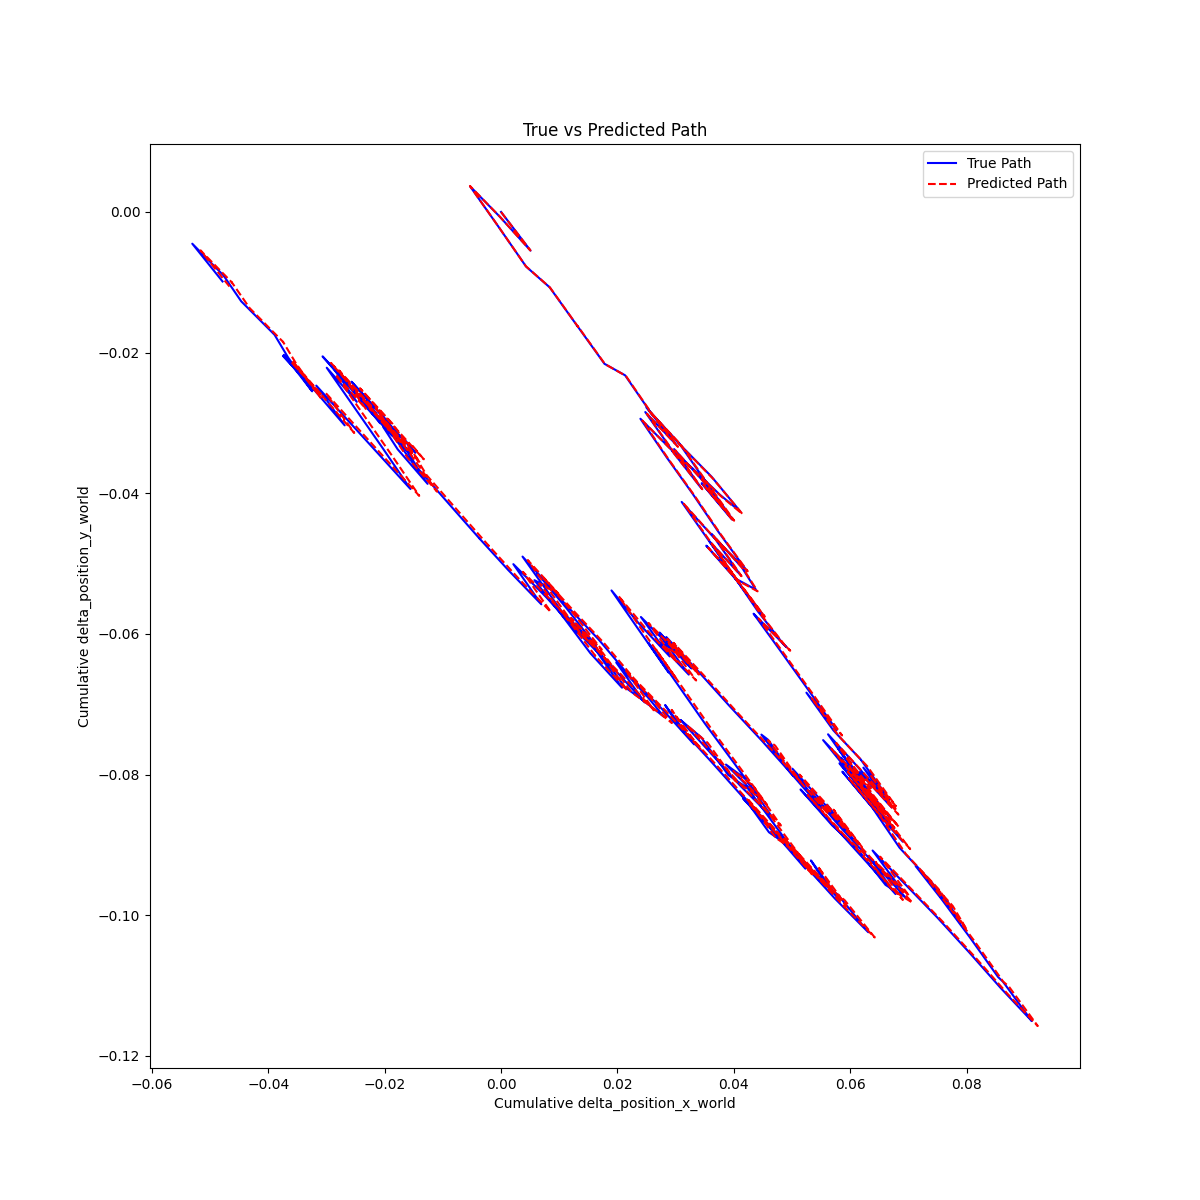 True vs Predicted Path
True Path
Predicted Path
0.00
−0.02
−0.04
−0.06
−0.08
−0.10
−0.12
Cumulative delta_position_y_world
−0.06 −0.04 −0.02 0.00 0.02 0.04 0.06 0.08
Cumulative delta_position_x_world